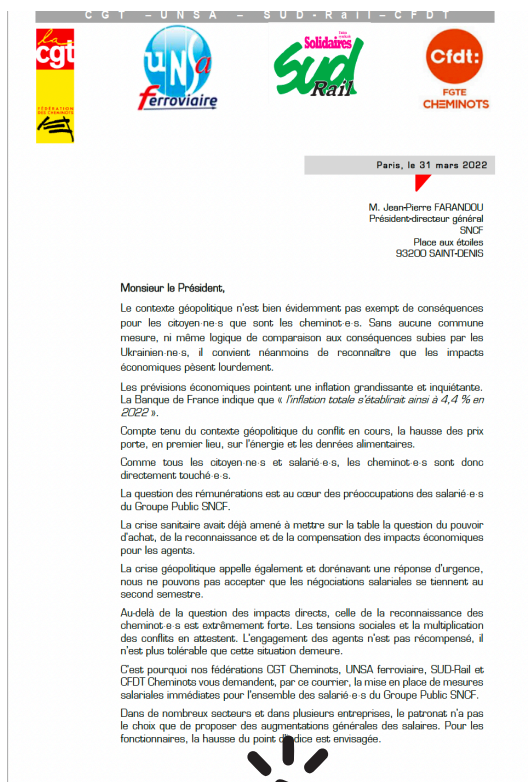 CGT – UNSA – SUD-Rail – CFDT
la
cgt
FÉDÉRATION
DES CHEMINOTS
UNSA
ferroviaire
Solidaires
Sud
Rail
Cfdt:
FGTE
CHEMINOTS
Paris, le 31 mars 2022
M. Jean-Pierre FARANDOU
Président-directeur général
SNCF
Place aux étoiles
93200 SAINT-DENIS
Monsieur le Président,
Le contexte géopolitique n'est bien évidemment pas exempt de conséquences
pour les citoyen·ne·s que sont les cheminot·e·s. Sans aucune commune
mesure, ni même logique de comparaison aux conséquences subies par les
Ukrainien·ne·s, il convient néanmoins de reconnaître que les impacts
économiques pèsent lourdement.
Les prévisions économiques pointent une inflation grandissante et inquiétante.
La Banque de France indique que « l'inflation totale s'établirait ainsi à 4,4 % en
2022 ».
Compte tenu du contexte géopolitique du conflit en cours, la hausse des prix
porte, en premier lieu, sur l'énergie et les denrées alimentaires.
Comme tous les citoyen·ne·s et salarié·e·s, les cheminot·e·s sont donc
directement touché·e·s.
La question des rémunérations est au cœur des préoccupations des salarié·e·s
du Groupe Public SNCF.
La crise sanitaire avait déjà amené à mettre sur la table la question du pouvoir
d'achat, de la reconnaissance et de la compensation des impacts économiques
pour les agents.
La crise géopolitique appelle également et dorénavant une réponse d'urgence,
nous ne pouvons pas accepter que les négociations salariales se tiennent au
second semestre.
Au-delà de la question des impacts directs, celle de la reconnaissance des
cheminot·e·s est extrêmement forte. Les tensions sociales et la multiplication
des conflits en attestent. L'engagement des agents n'est pas récompensé, il
n'est plus tolérable que cette situation demeure.
C'est pourquoi nos fédérations CGT Cheminots, UNSA ferroviaire, SUD-Rail et
CFDT Cheminots vous demandent, par ce courrier, la mise en place de mesures
salariales immédiates pour l'ensemble des salarié·e·s du Groupe Public SNCF.
Dans de nombreux secteurs et dans plusieurs entreprises, le patronat n'a pas
le choix que de proposer des augmentations générales des salaires. Pour les
fonctionnaires, la hausse du point d'indice est envisagée.